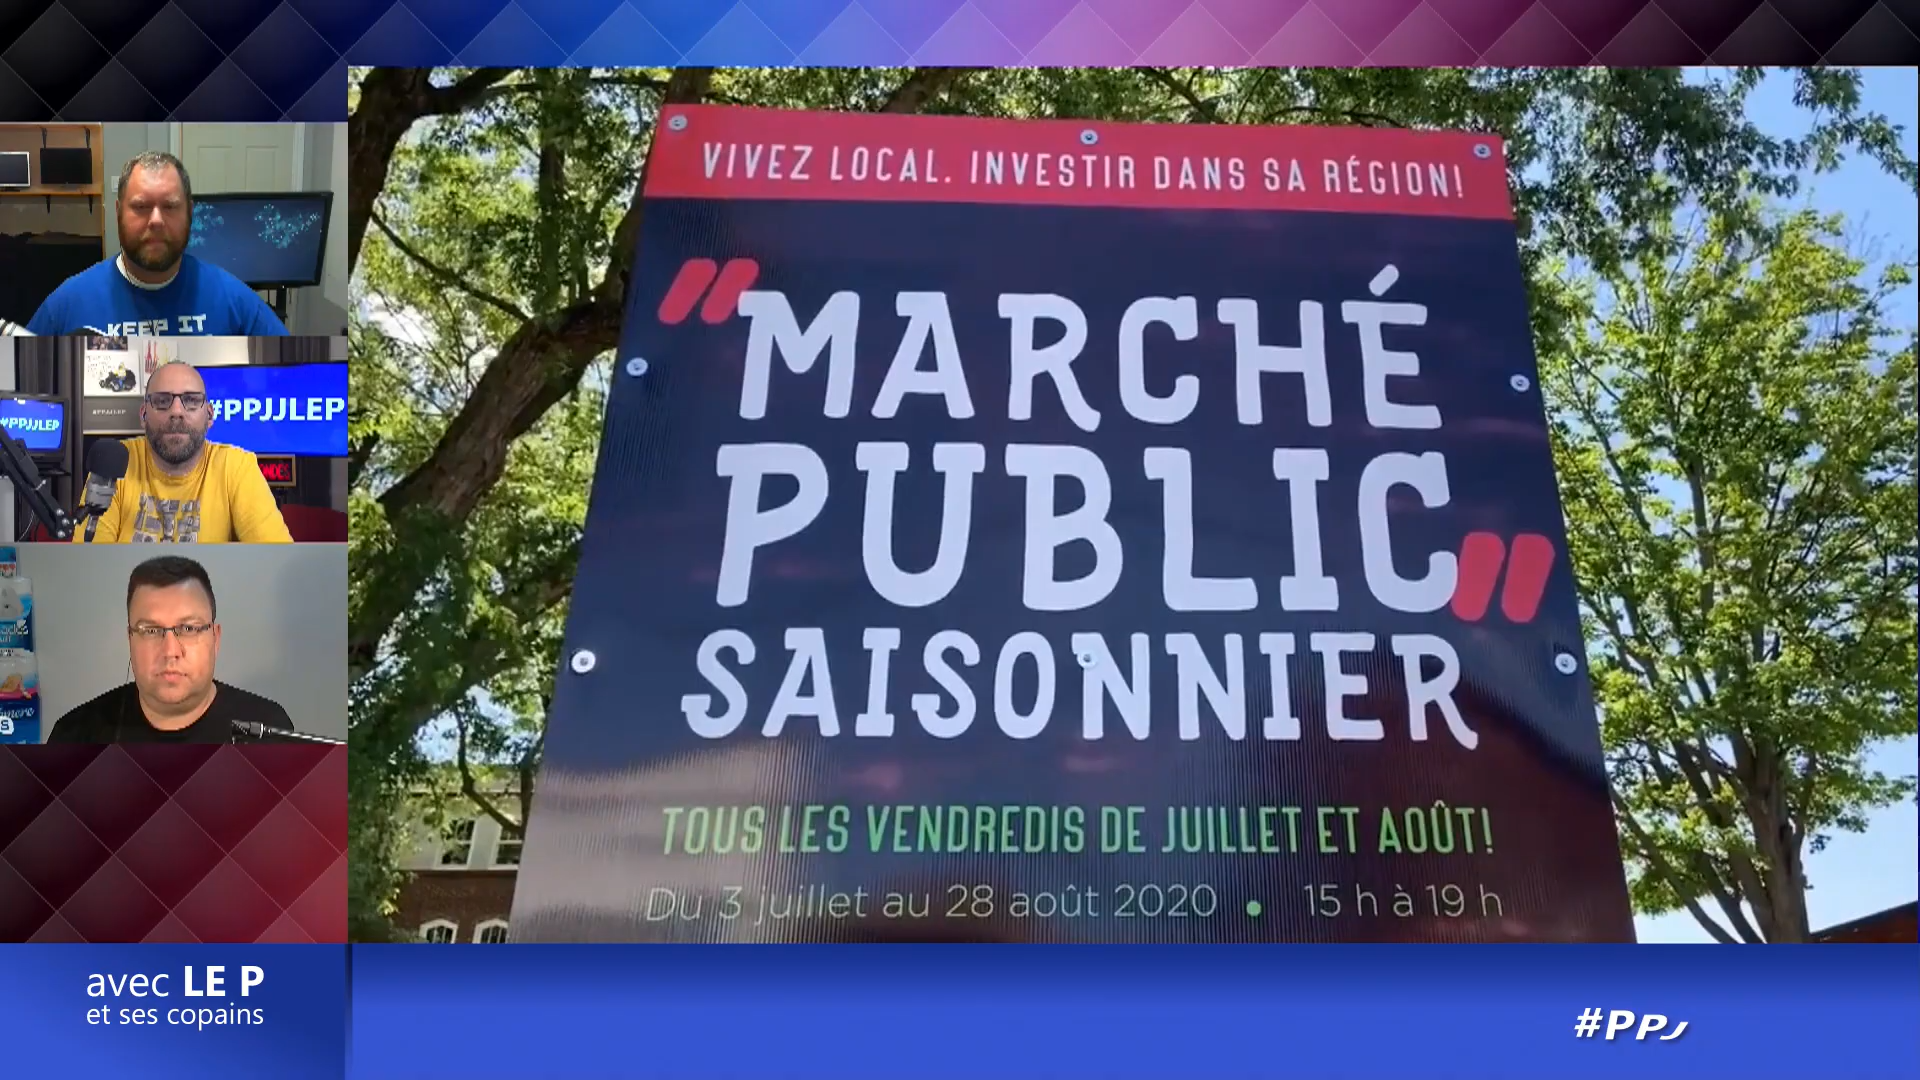 VIVEZ LOCAL. INVESTIR DANS SA RÉGION!
"MARCHÉ
PUBLIC"
SAISONNIER
TOUS LES VENDREDIS DE JUILLET ET AOÛT!
Du 3 juillet au 28 août 2020 • 15 h à 19 h
KEEP IT
#PPJJLEP
#PPJJLEP
#PPJJLEP
avec LE P
et ses copains
#PPJ